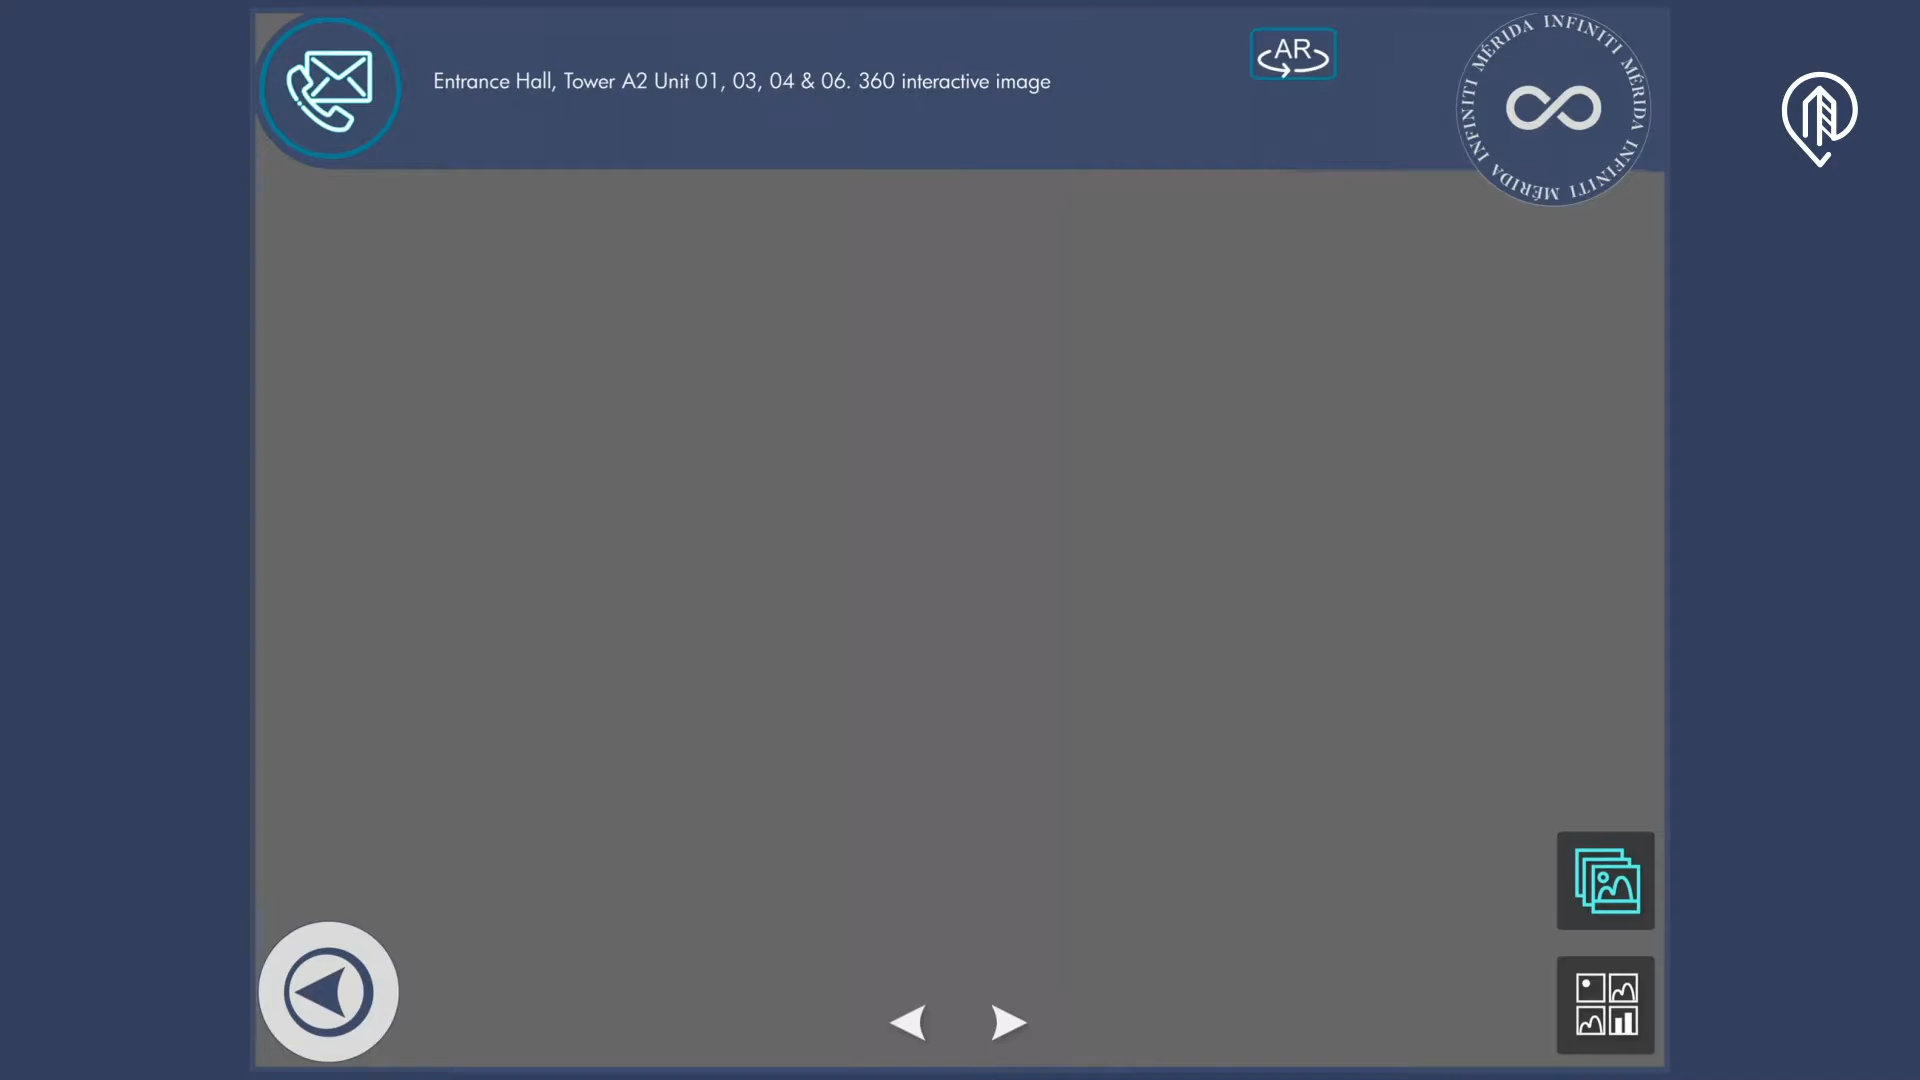 Entrance Hall, Tower A2 Unit 01, 03, 04 & 06. 360 interactive image
AR
INFINITI MÉRIDA INFINITI MÉRIDA INFINITI MÉRIDA